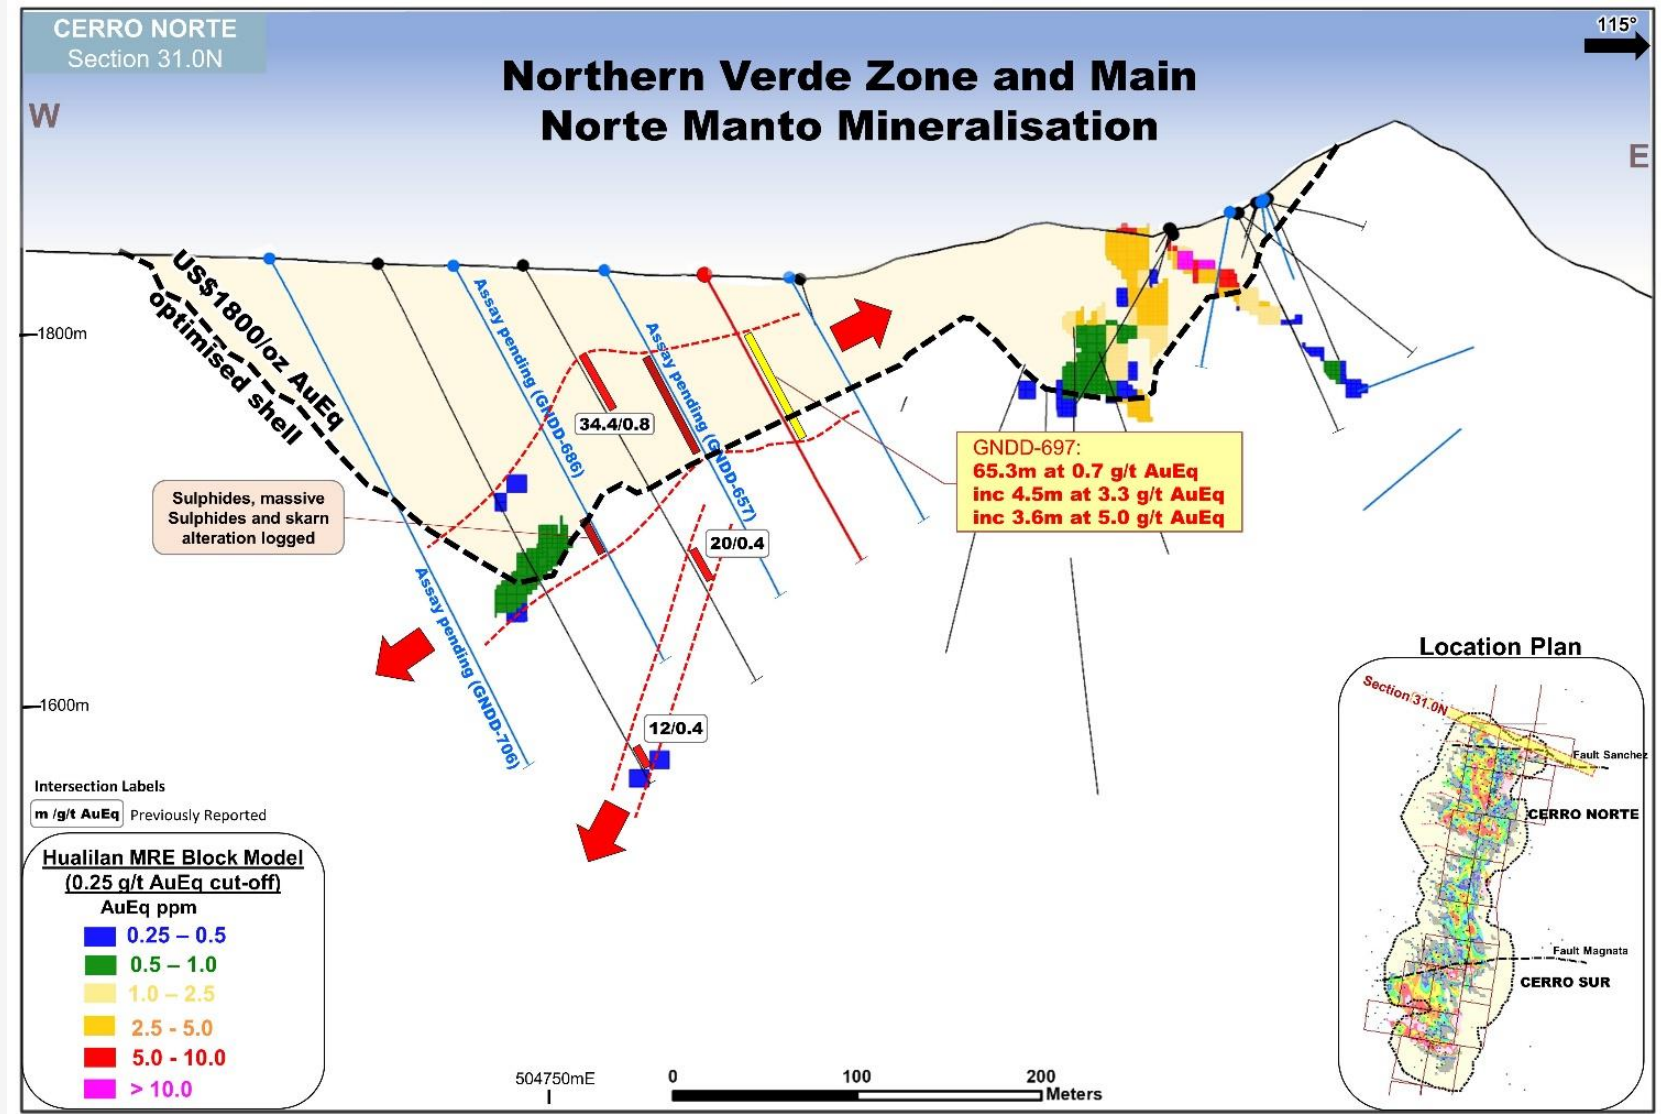 CERRO NORTE
Section 31.0N
115°
Northern Verde Zone and Main
Norte Manto Mineralisation
W
E
US$1800/oz AuEq
optimised shell
1800m
Assay pending (GNDD-686)
Assay pending (GNDD-657)
34.4/0.8
GNDD-697:
65.3m at 0.7 g/t AuEq
inc 4.5m at 3.3 g/t AuEq
inc 3.6m at 5.0 g/t AuEq
Sulphides, massive
Sulphides and skarn
alteration logged
20/0.4
Assay pending (GNDD-706)
12/0.4
1600m
Location Plan
Section 31.0N
Fault Sanchez
CERRO NORTE
Fault Magnata
CERRO SUR
Intersection Labels
m /g/t AuEq Previously Reported
Hualilan MRE Block Model
(0.25 g/t AuEq cut-off)
AuEq ppm
0.25 – 0.5
0.5 – 1.0
1.0 – 2.5
2.5 - 5.0
5.0 - 10.0
> 10.0
504750mE
0 100 200
Meters